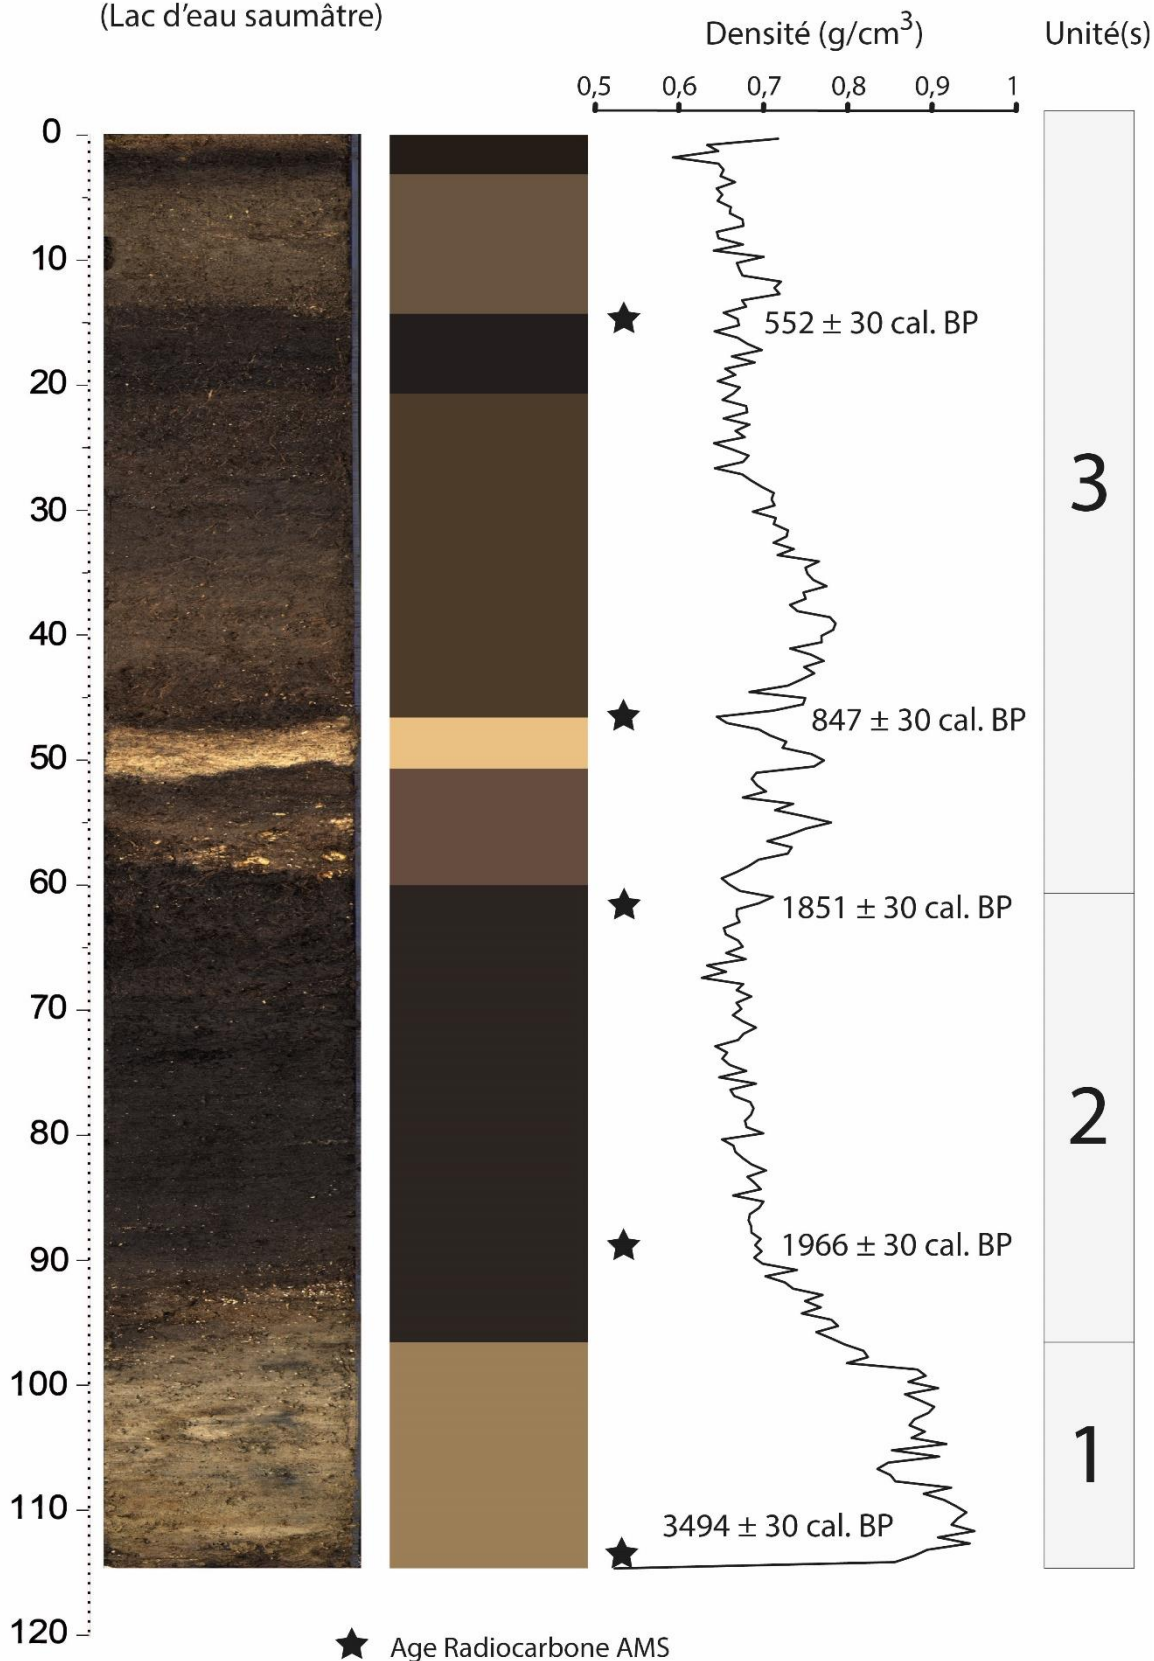 (Lac d'eau saumâtre)
Densité (g/cm³)
Unité(s)
0,5 0,6 0,7 0,8 0,9 1
0
10
552 ± 30 cal. BP
20
3
30
40
847 ± 30 cal. BP
50
60
1851 ± 30 cal. BP
70
2
80
1966 ± 30 cal. BP
90
100
1
110
3494 ± 30 cal. BP
120
Age Radiocarbone AMS